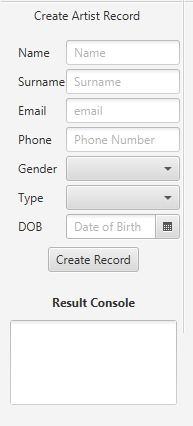 Create Artist Record
Name Name
Surname Surname
Email email
Phone Phone Number
Gender
Type
DOB Date of Birth
Create Record
Result Console